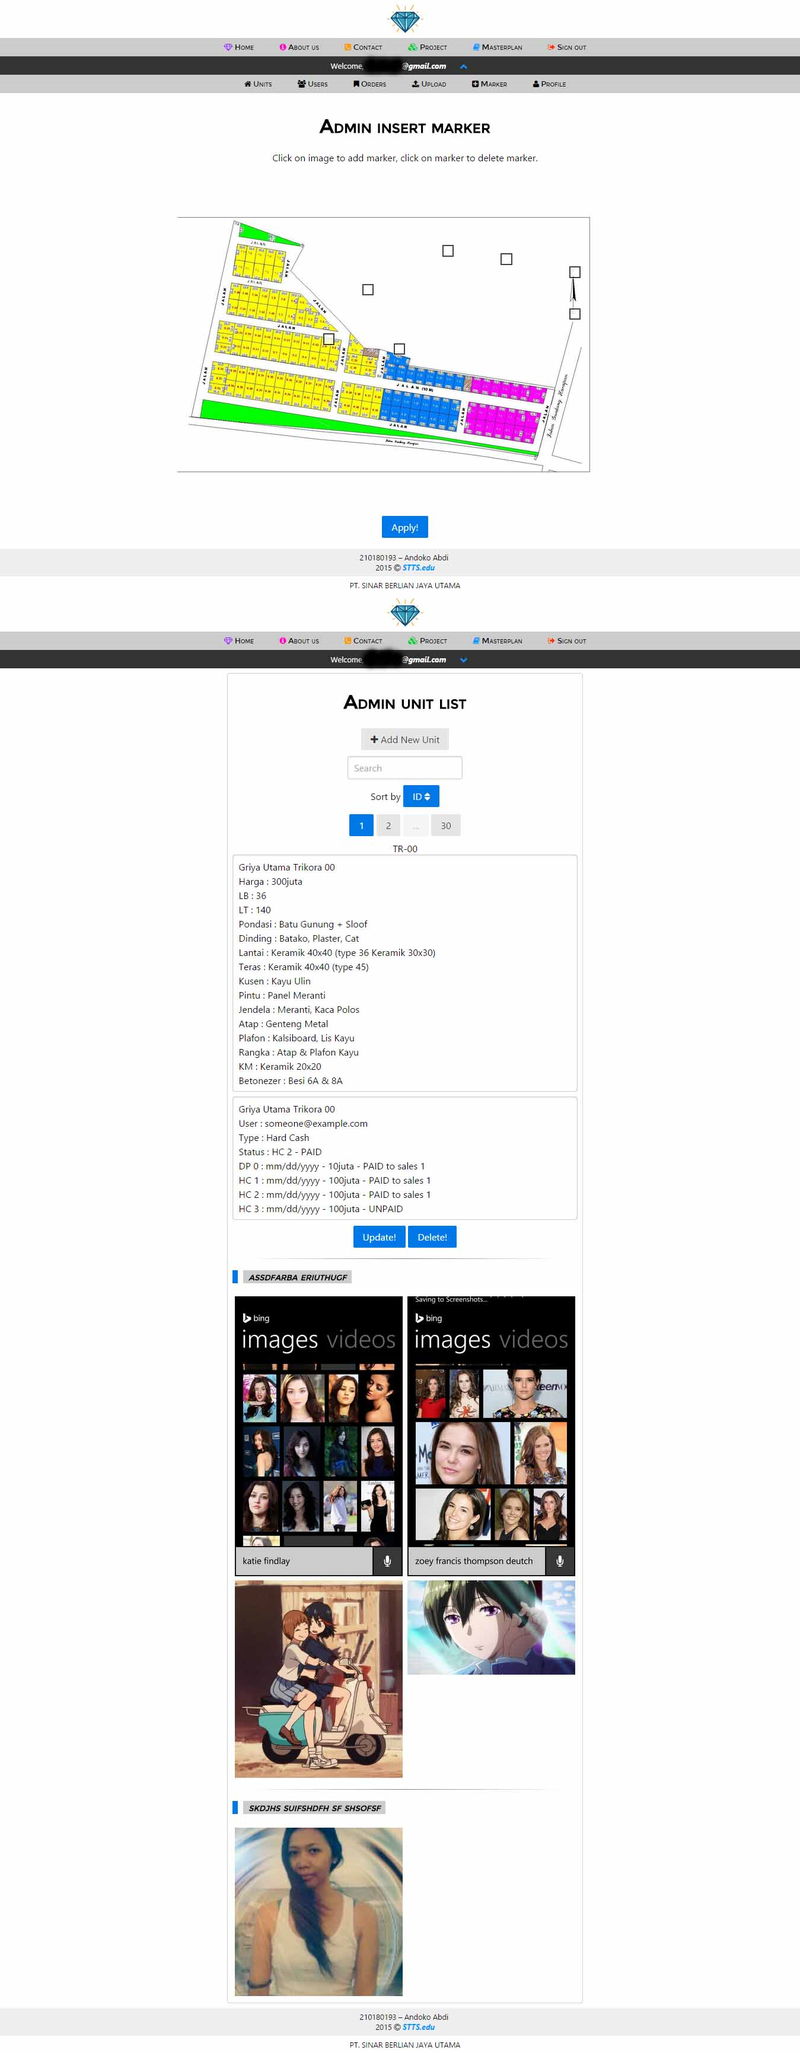 Home About us Contact Project Masterplan Sign out
Welcome, @gmail.com
Units Users Orders Upload Marker Profile
Admin insert marker
Click on image to add marker, click on marker to delete marker.
JALAN
JALAN
JALAN
JALAN
JALAN
JALAN
JALAN
JALAN
JALAN (10 M)
JALAN
JALAN
JALAN
JALAN
JALAN
Apply!
210180193 – Andoko Abdi
2015 © STTS.edu
PT. SINAR BERLIAN JAYA UTAMA
Home About us Contact Project Masterplan Sign out
Welcome, @gmail.com
Admin unit list
Add New Unit
Search
Sort by ID
1 2 ... 30
TR-00
Griya Utama Trikora 00
Harga : 300juta
LB : 36
LT : 140
Pondasi : Batu Gunung + Sloof
Dinding : Batako, Plaster, Cat
Lantai : Keramik 40x40 (type 36 Keramik 30x30)
Teras : Keramik 40x40 (type 45)
Kusen : Kayu Ulin
Pintu : Panel Meranti
Jendela : Meranti, Kaca Polos
Atap : Genteng Metal
Plafon : Kalsiboard, Lis Kayu
Rangka : Atap & Plafon Kayu
KM : Keramik 20x20
Betonezer : Besi 6A & 8A
Griya Utama Trikora 00
User : someone@example.com
Type : Hard Cash
Status : HC 2 - PAID
DP 0 : mm/dd/yyyy - 10juta - PAID to sales 1
HC 1 : mm/dd/yyyy - 100juta - PAID to sales 1
HC 2 : mm/dd/yyyy - 100juta - PAID to sales 1
HC 3 : mm/dd/yyyy - 100juta - UNPAID
Update! Delete!
ASSDFARBA ERIUTHUGF
Saving to Screenshots...
bing
images videos
katie findlay
bing
images videos
zoey francis thompson deutch
SKDJHS SUIFSHDFH SF SHSOFSF
210180193 – Andoko Abdi
2015 © STTS.edu
PT. SINAR BERLIAN JAYA UTAMA